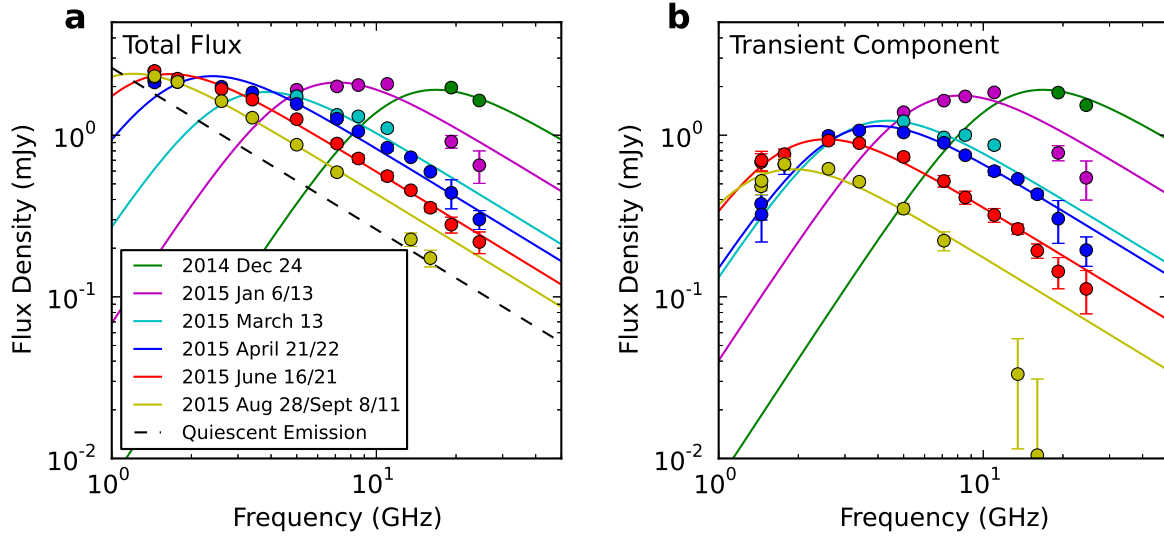 a
Total Flux
Flux Density (mJy)
10^0
10^-1
10^-2
2014 Dec 24
2015 Jan 6/13
2015 March 13
2015 April 21/22
2015 June 16/21
2015 Aug 28/Sept 8/11
Quiescent Emission
10^0
10^1
Frequency (GHz)
b
Transient Component
Flux Density (mJy)
10^0
10^-1
10^-2
10^0
10^1
Frequency (GHz)